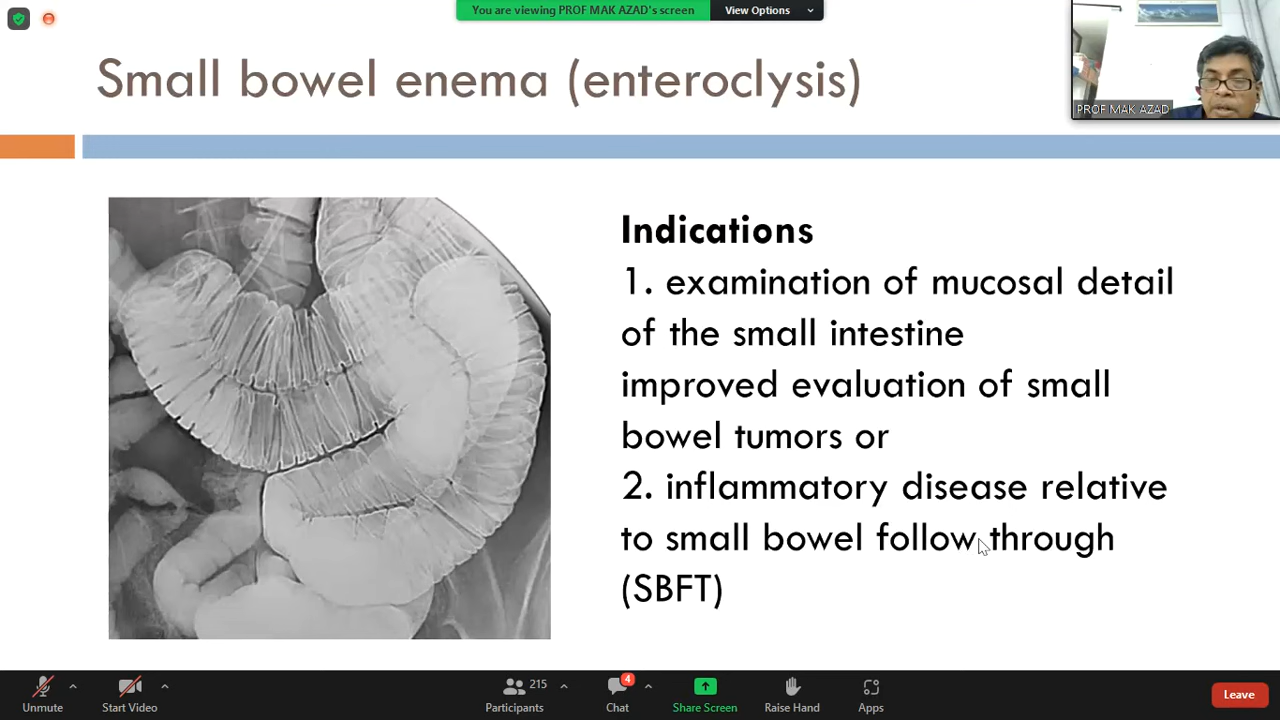 You are viewing PROF MAK AZAD's screen
View Options
Small bowel enema (enteroclysis)
PROF MAK AZAD
Indications
1. examination of mucosal detail
of the small intestine
improved evaluation of small
bowel tumors or
2. inflammatory disease relative
to small bowel follow through
(SBFT)
Unmute
Start Video
215
Participants
4
Chat
Share Screen
Raise Hand
Apps
Leave